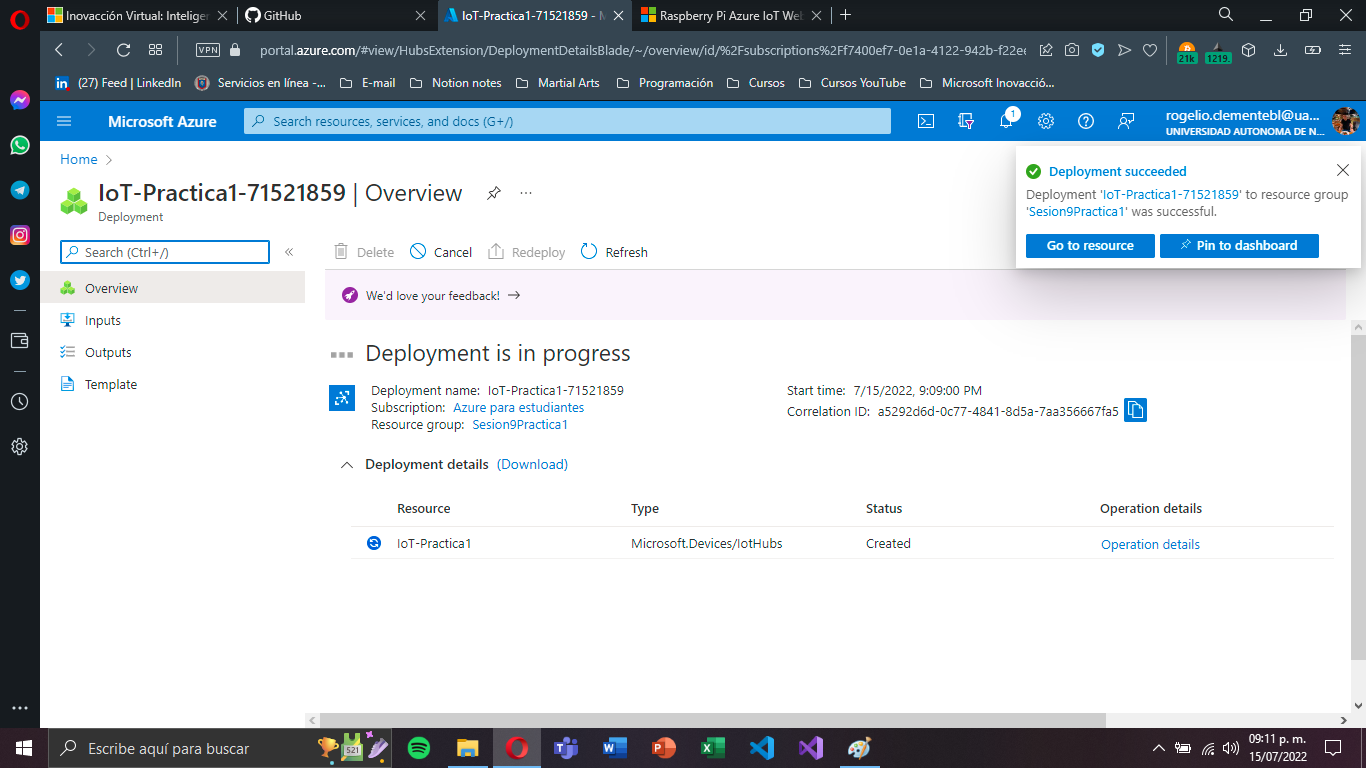 Inovacción Virtual: Inteligen
GitHub
IoT-Practica1-71521859 - M
Raspberry Pi Azure IoT Web
VPN
portal.azure.com/#view/HubsExtension/DeploymentDetailsBlade/~/overview/id/%2Fsubscriptions%2Ff7400ef7-0e1a-4122-942b-f22ee
21k
1219.
(27) Feed | LinkedIn
Servicios en línea -...
E-mail
Notion notes
Martial Arts
Programación
Cursos
Cursos YouTube
Microsoft Inovacció...
Microsoft Azure
Search resources, services, and docs (G+/)
1
rogelio.clementebl@ua...
UNIVERSIDAD AUTONOMA DE N...
Home
IoT-Practica1-71521859 | Overview
Deployment
Deployment succeeded
Deployment 'IoT-Practica1-71521859' to resource group
'Sesion9Practica1' was successful.
Go to resource
Pin to dashboard
Search (Ctrl+/)
Delete
Cancel
Redeploy
Refresh
Overview
Inputs
Outputs
Template
We'd love your feedback!
Deployment is in progress
Deployment name: IoT-Practica1-71521859
Subscription: Azure para estudiantes
Resource group: Sesion9Practica1
Start time: 7/15/2022, 9:09:00 PM
Correlation ID: a5292d6d-0c77-4841-8d5a-7aa356667fa5
Deployment details (Download)
Resource Type Status Operation details
IoT-Practica1 Microsoft.Devices/IotHubs Created Operation details
Escribe aquí para buscar
521
09:11 p. m.
15/07/2022